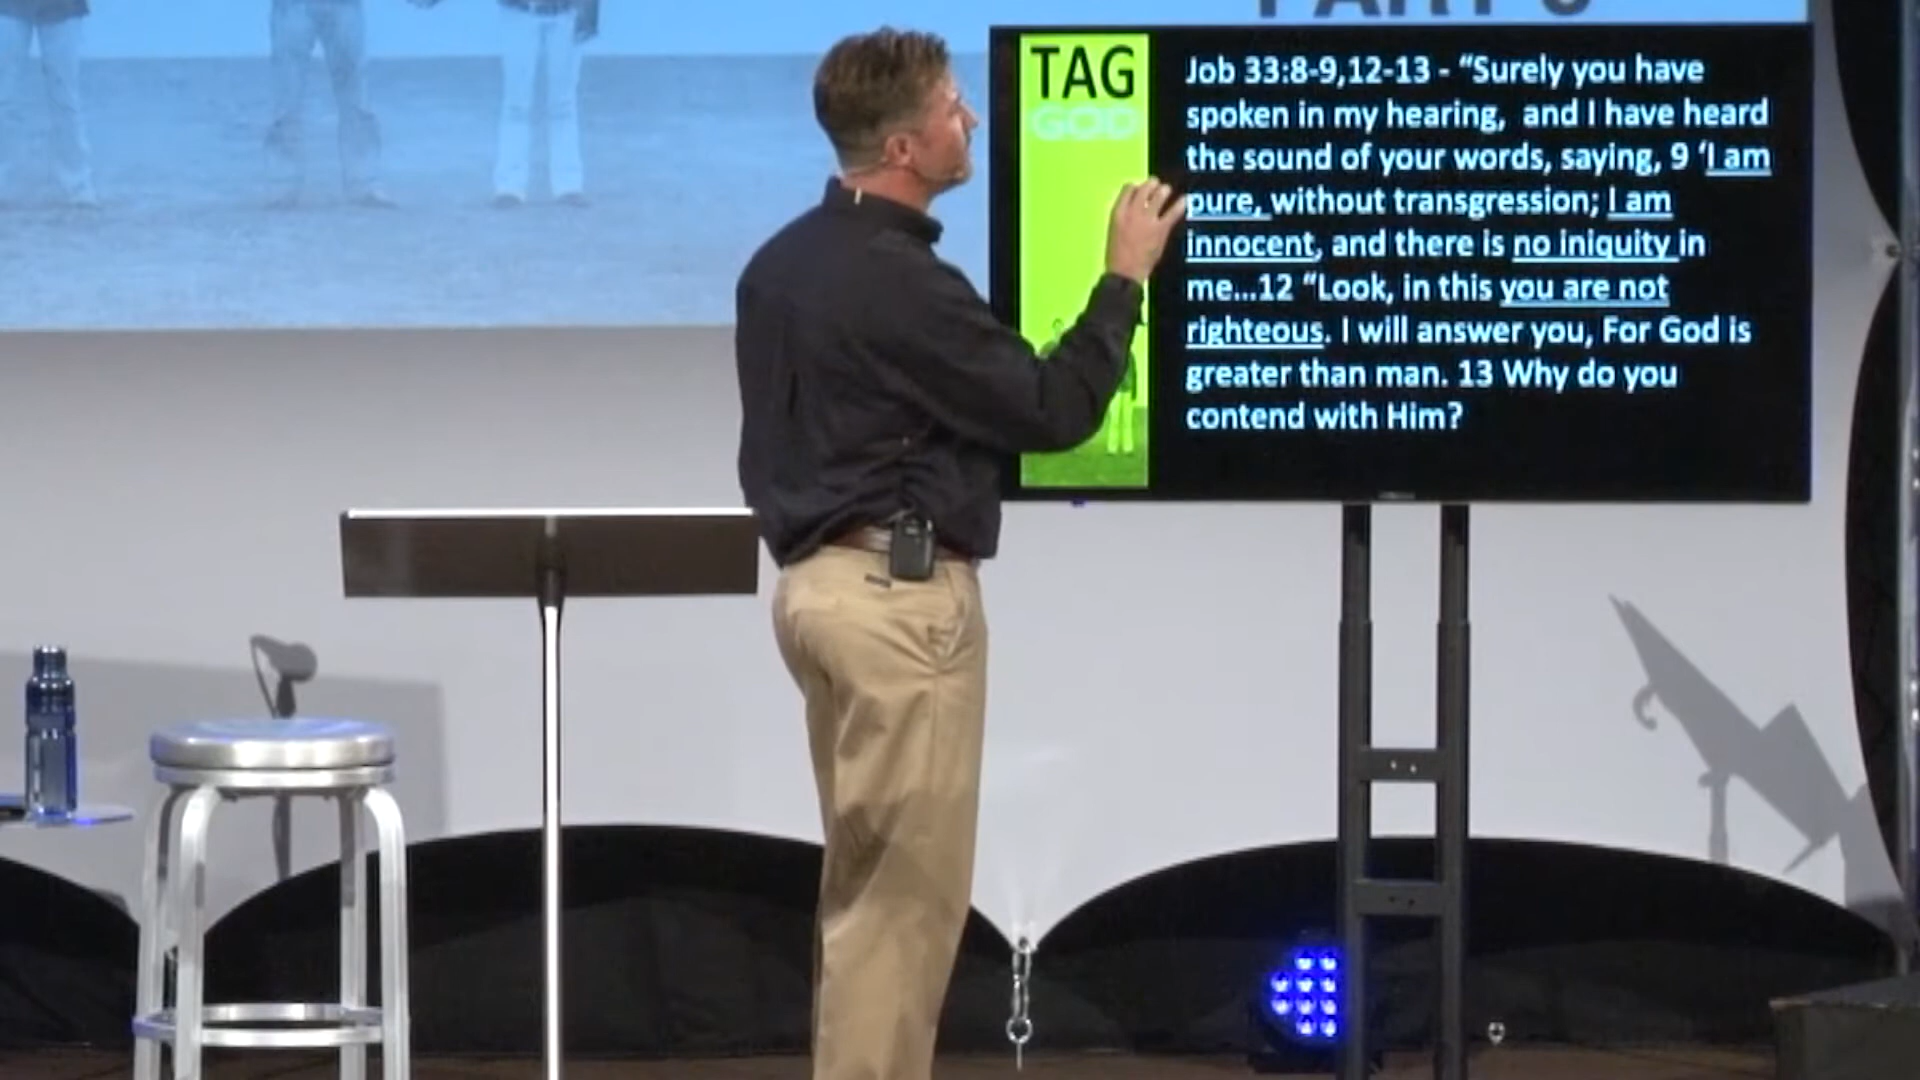 PART 6
TAG
GOD
Job 33:8-9,12-13 - “Surely you have
spoken in my hearing,  and I have heard
the sound of your words, saying, 9 ‘I am
pure, without transgression; I am
innocent, and there is no iniquity in
me...12 “Look, in this you are not
righteous. I will answer you, For God is
greater than man. 13 Why do you
contend with Him?